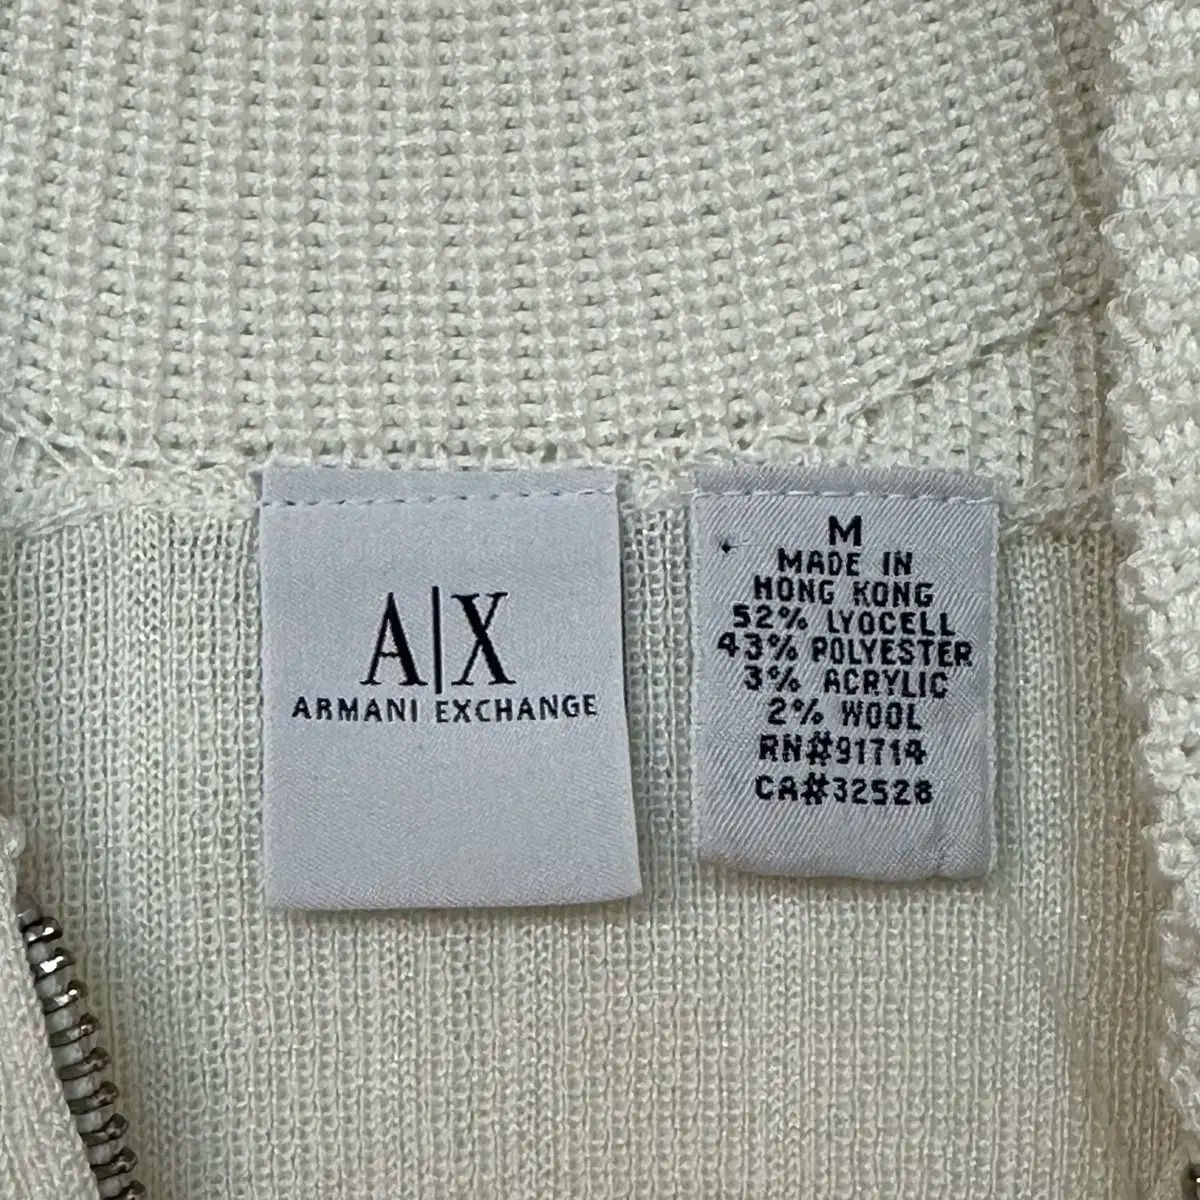 A|X
ARMANI EXCHANGE
M
MADE IN
HONG KONG
52% LYOCELL
43% POLYESTER
3% ACRYLIC
2% WOOL
RN#91714
CA#32528